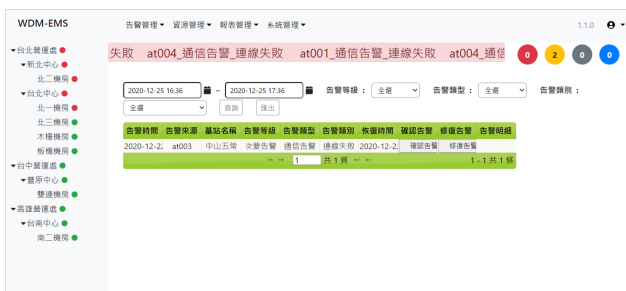 WDM-EMS 告警管理 資源管理 報表管理 系統管理 1.1.0
台北營運處
新北中心
北二機房
台北中心
北一機房
北三機房
木柵機房
板橋機房
台中營運處
豐原中心
雙連機房
高雄營運處
台南中心
南二機房
失敗 at004_通信告警_連線失敗 at001_通信告警_連線失敗 at004_通信 0 2 0 0
2020-12-25 16:36 ~ 2020-12-25 17:36 告警等級： 全選 告警類型： 全選 告警類別：
全選 查詢 匯出
告警時間 告警來源 基站名稱 告警等級 告警類型 告警類別 恢復時間 確認告警 修復告警 告警明細
2020-12-22 at003 中山五常 次要告警 通信告警 連線失敗 2020-12-2 確認告警 修復告警
1 共 1 頁 1 - 1 共 1 條